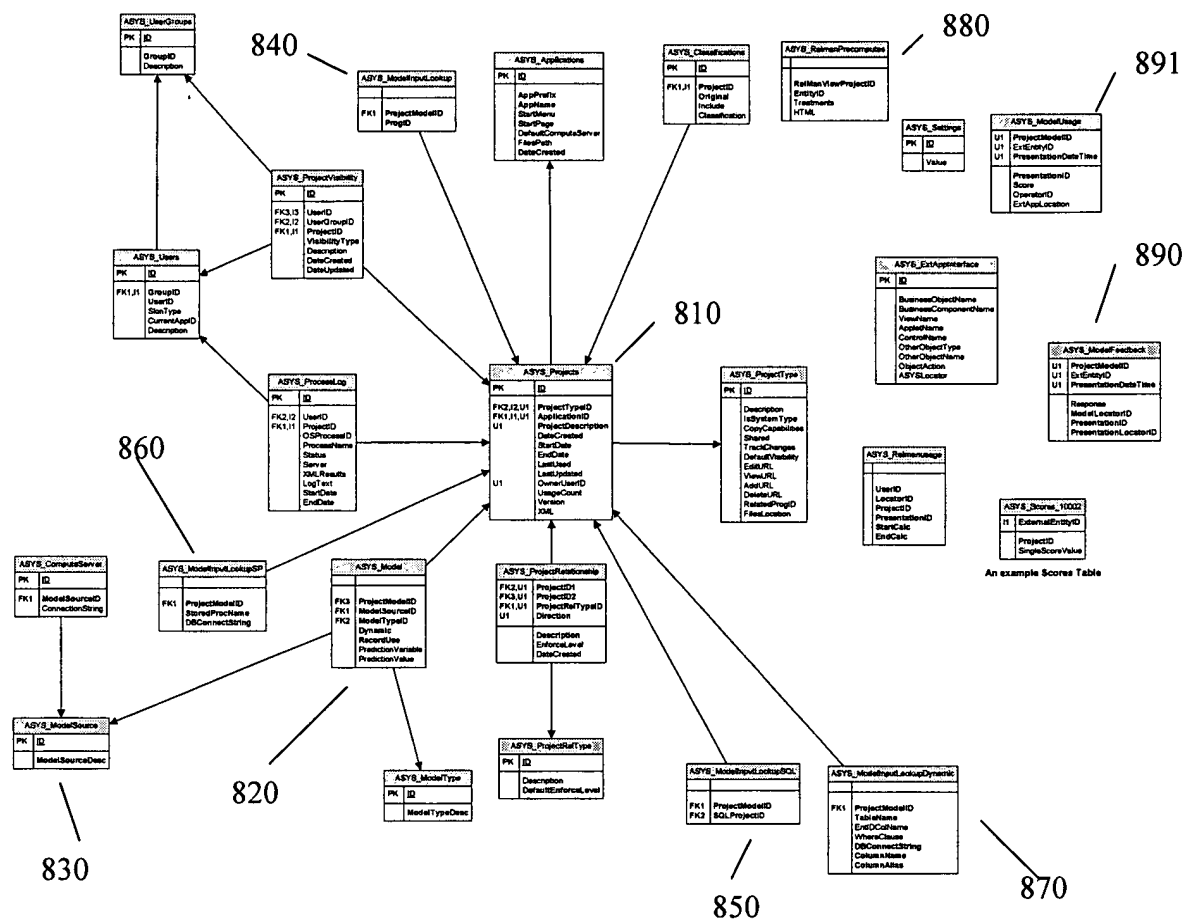 ASYS_UserGroups
PK ID
GroupID
Description
840
ASYS_ModelInputLookup
FK1 ProjectModelID
ProgID
ASYS_Applications
PK ID
AppPrefix
AppName
StartMenu
StartPage
DefaultComputeServer
FilesPath
DateCreated
ASYS_Classifications
PK ID
FK1,I1 ProjectID
Original
Include
Classification
ASYS_RelmanPrecomputes
RelManViewProjectID
EntityID
Treatments
HTML
880
891
ASYS_Settings
PK ID
Value
ASYS_ModelUsage
U1 ProjectModelID
U1 ExtEntityID
U1 PresentationDateTime
PresentationID
Score
OperatorID
ExtAppLocation
ASYS_ProjectVisibility
PK ID
FK3,I3 UserID
FK2,I2 UserGroupID
FK1,I1 ProjectID
VisibilityType
Description
DateCreated
DateUpdated
ASYS_Users
PK ID
FK1,I1 GroupID
UserID
SionType
CurrentAppID
Description
ASYS_ExtAppInterface
PK ID
BusinessObjectName
BusinessComponentName
ViewName
AppletName
ControlName
OtherObjectType
OtherObjectName
ObjectAction
ASYSLocator
890
ASYS_ModelFeedback
U1 ProjectModelID
U1 ExtEntityID
U1 PresentationDateTime
Response
ModelLocatorID
PresentationID
PresentationLocatorID
810
ASYS_Projects
PK ID
FK2,I2,U1 ProjectTypeID
FK1,I1,U1 ApplicationID
U1 ProjectDescription
DateCreated
StartDate
EndDate
LastUsed
LastUpdated
U1 OwnerUserID
UsageCount
Version
XML
ASYS_ProjectType
PK ID
Description
IsSystemType
CopyCapabilities
Shared
TrackChanges
DefaultVisibility
EditURL
ViewURL
AddURL
DeleteURL
RelatedProgID
FilesLocation
ASYS_ProcessLog
PK ID
FK2,I2 UserID
FK1,I1 ProjectID
OSProcessID
ProcessName
Status
Server
XMLResults
LogText
StartDate
EndDate
860
ASYS_Relmenusage
UserID
LocatorID
ProjectID
PresentationID
StartCalc
EndCalc
ASYS_Scores_10002
I1 ExternalEntityID
ProjectID
SingleScoreValue
An example Scores Table
ASYS_ComputeServer
PK ID
FK1 ModelSourceID
ConnectionString
ASYS_ModelInputLookupSP
FK1 ProjectModelID
StoredProcName
DBConnectString
ASYS_Model
FK3 ProjectModelID
FK1 ModelSourceID
FK2 ModelTypeID
Dynamic
RecordUse
PredictionVariable
PredictionValue
ASYS_ProjectRelationship
FK2,U1 ProjectID1
FK3,U1 ProjectID2
FK1,U1 ProjectRelTypeID
U1 Direction
Description
EnforceLevel
DateCreated
ASYS_ModelSource
PK ID
ModelSourceDesc
830
820
ASYS_ModelType
PK ID
ModelTypeDesc
ASYS_ProjectRelType
PK ID
Description
DefaultEnforceLevel
ASYS_ModelInputLookupSQL
FK1 ProjectModelID
FK2 SQLProjectID
850
ASYS_ModelInputLookupDynamic
FK1 ProjectModelID
TableName
EntIDColName
WhereClause
DBConnectString
ColumnName
ColumnAlias
870